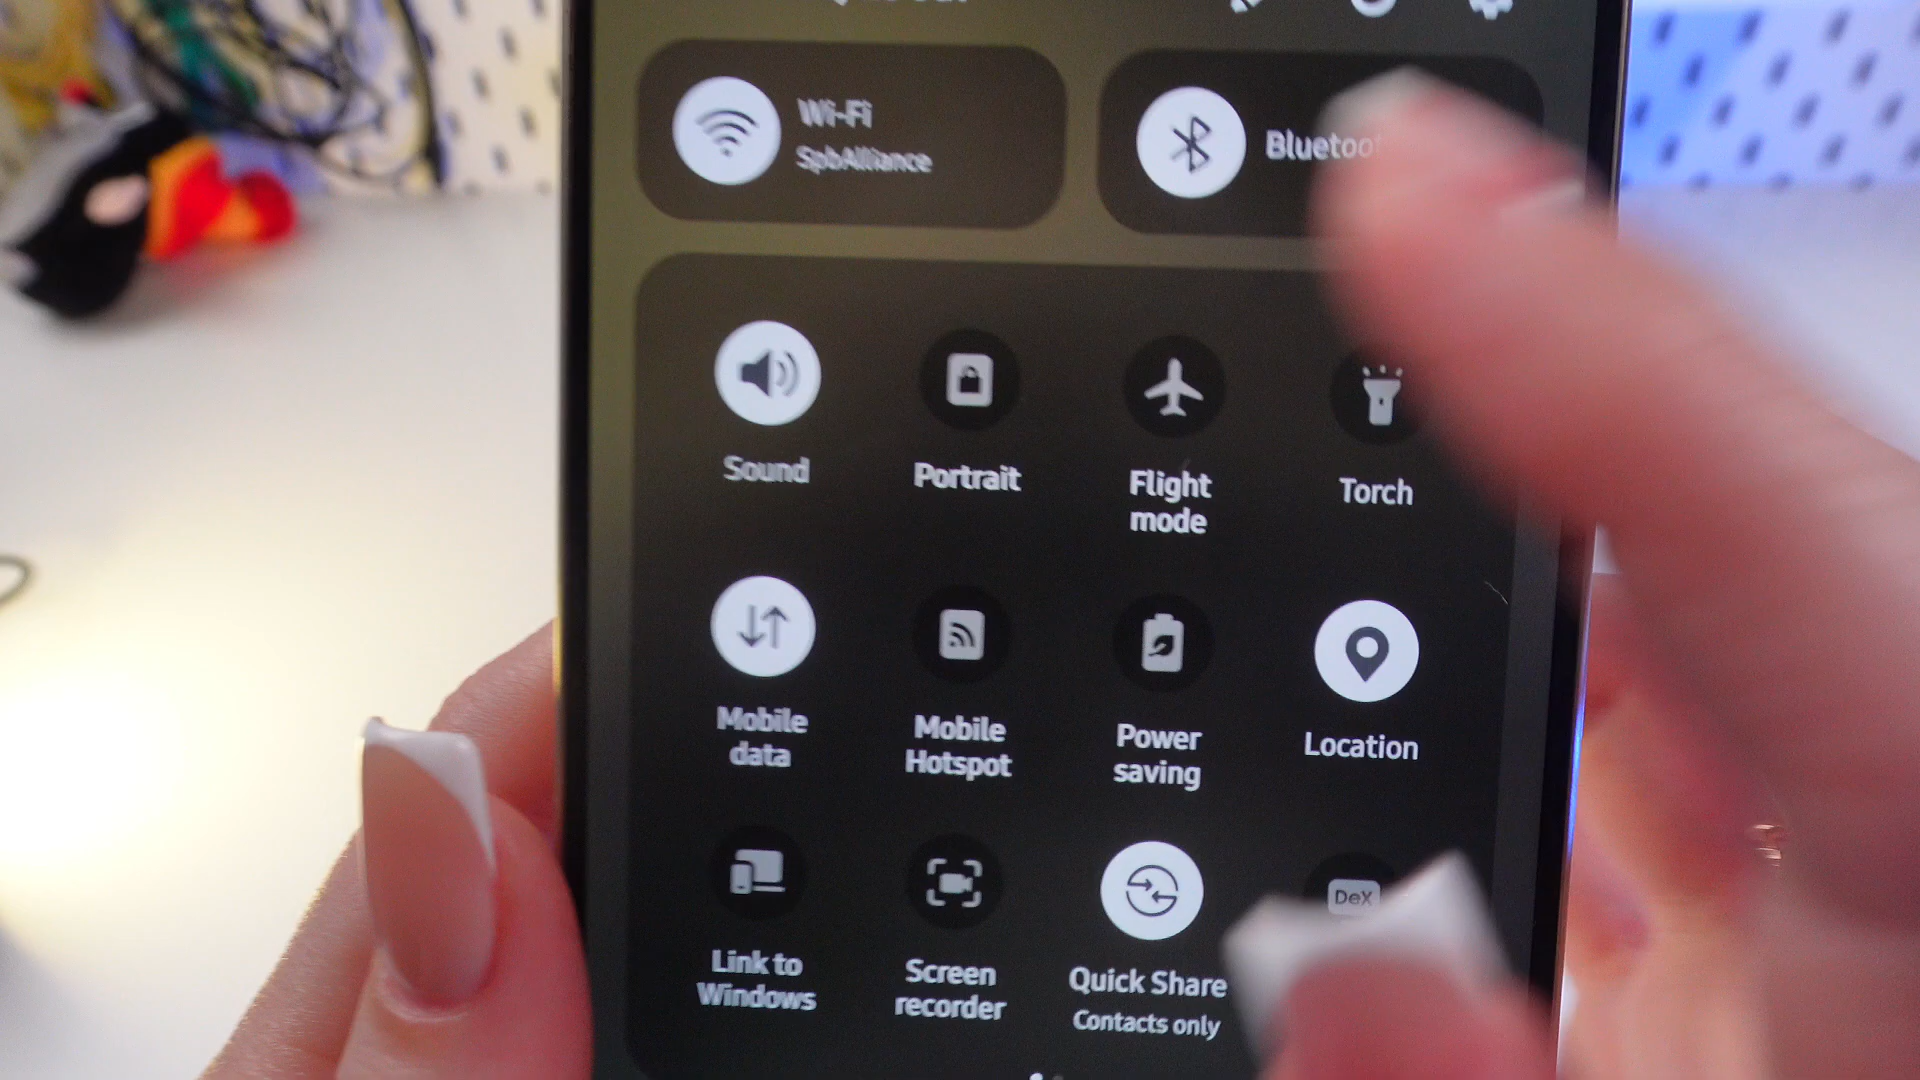 Wi-Fi
SpbAlliance
Sound
Portrait
Flight
mode
Torch
Mobile
data
Mobile
Hotspot
Power
saving
Location
DeX
Link to
Windows
Screen
recorder
Quick Share
Contacts only